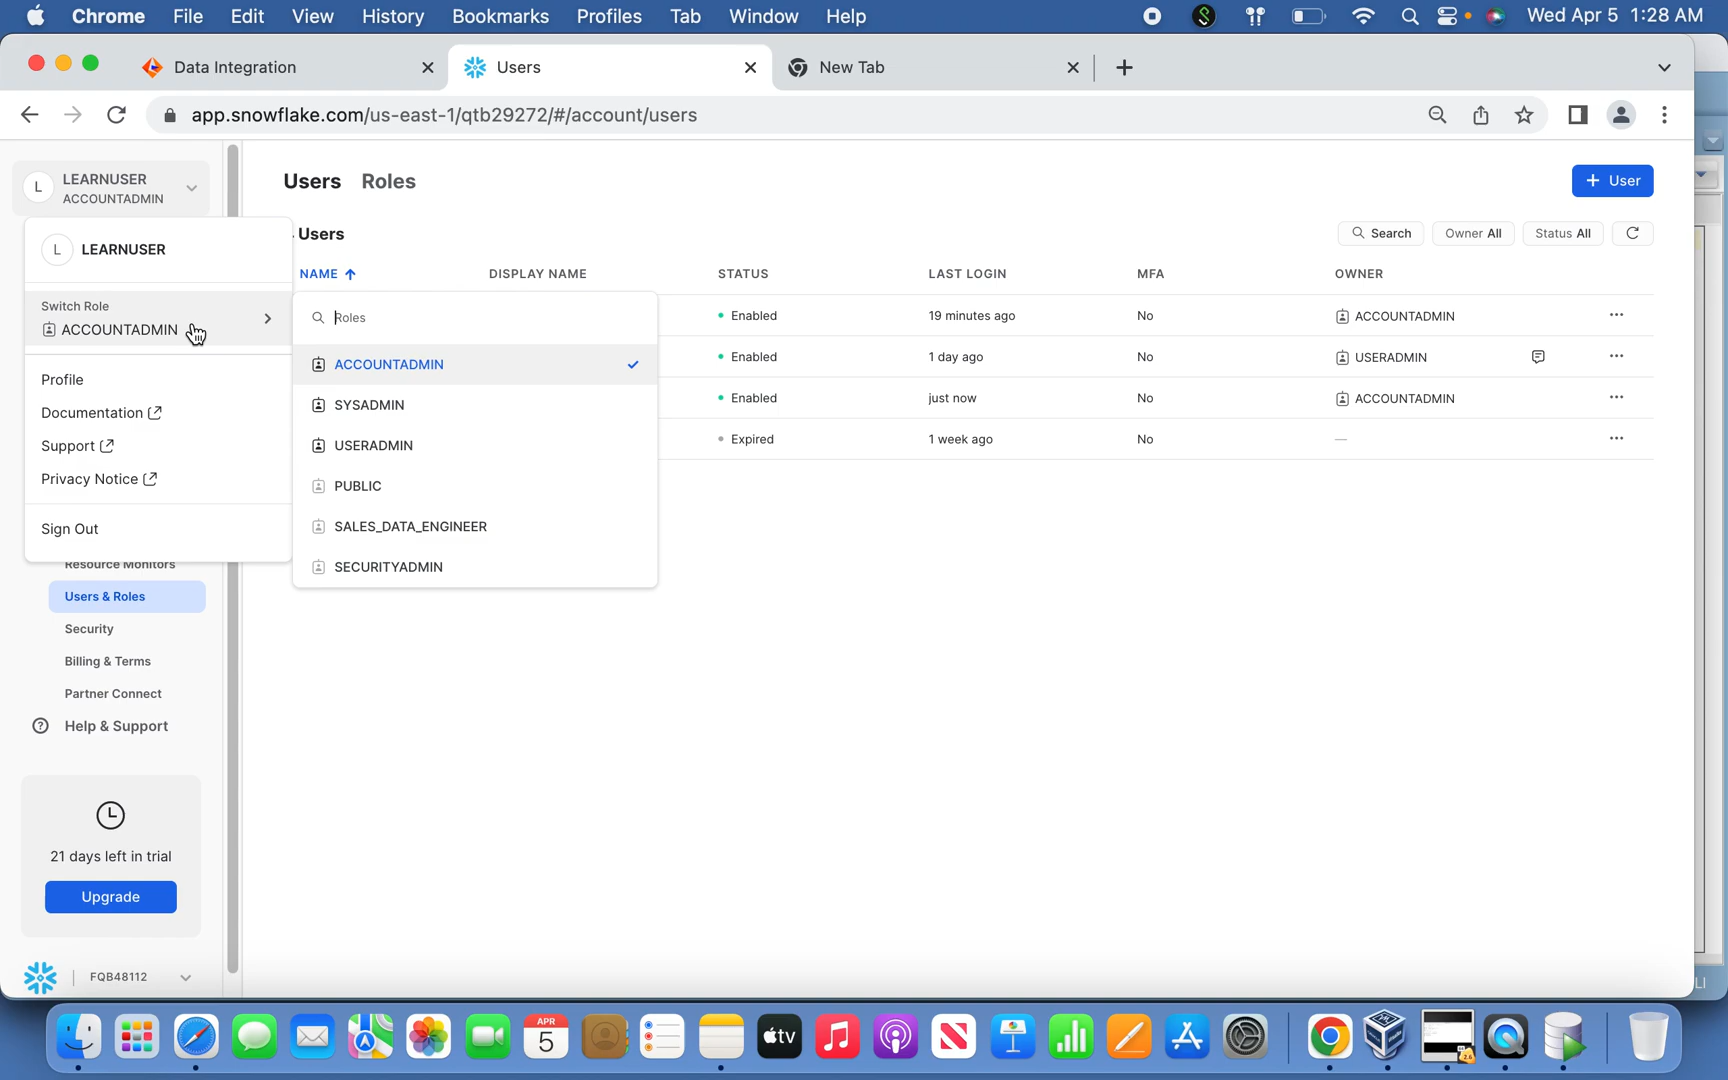 Chrome File Edit View History Bookmarks Profiles Tab Window Help
Wed Apr 5 1:28 AM
Data Integration
Users
New Tab
app.snowflake.com/us-east-1/qtb29272/#/account/users
L
LEARNUSER
ACCOUNTADMIN
Users Roles
+ User
L LEARNUSER
Users
Search
Owner All
Status All
NAME DISPLAY NAME STATUS LAST LOGIN MFA OWNER
Switch Role
ACCOUNTADMIN
Roles
Enabled 19 minutes ago No ACCOUNTADMIN ...
Enabled 1 day ago No USERADMIN ...
Enabled just now No ACCOUNTADMIN ...
Expired 1 week ago No — ...
ACCOUNTADMIN
SYSADMIN
USERADMIN
PUBLIC
SALES_DATA_ENGINEER
SECURITYADMIN
Profile
Documentation
Support
Privacy Notice
Sign Out
Resource Monitors
Users & Roles
Security
Billing & Terms
Partner Connect
Help & Support
21 days left in trial
Upgrade
FQB48112
APR
5
tv